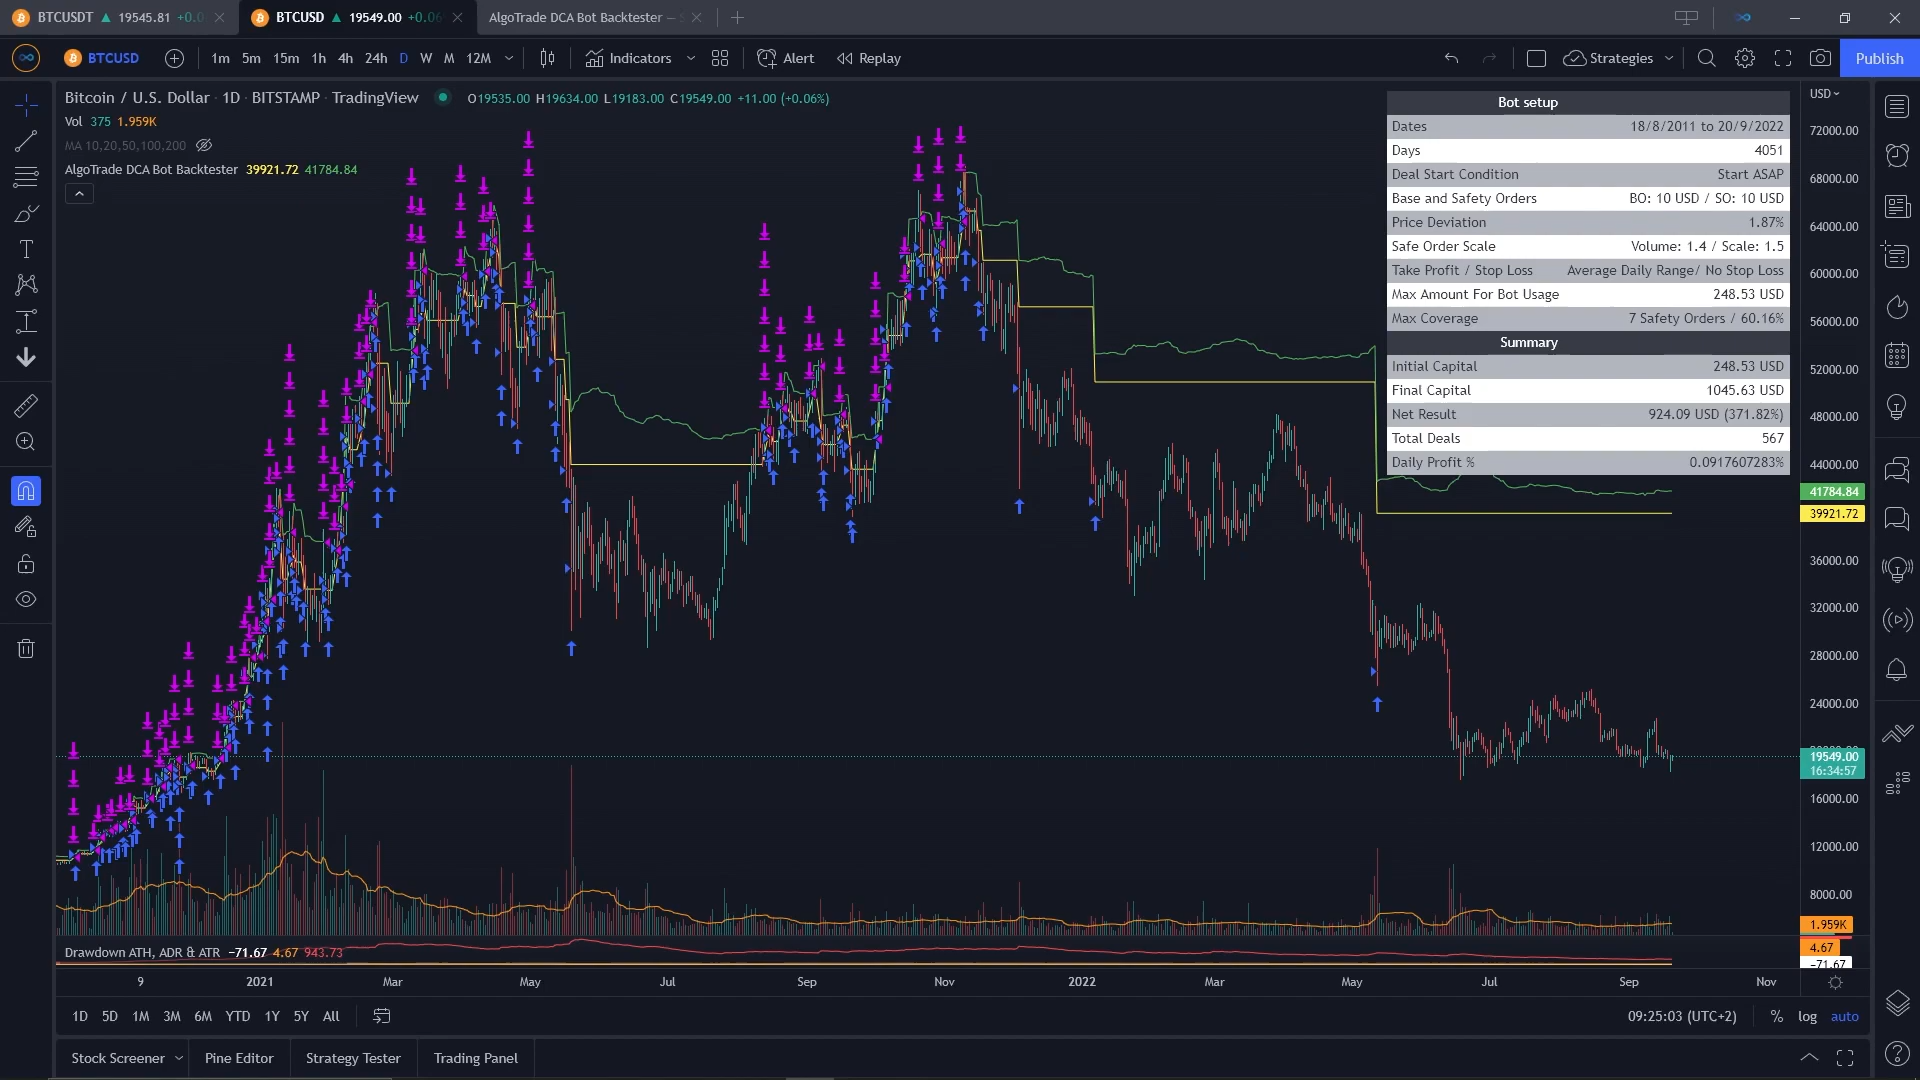 BTCUSDT ▲ 19545.81 +0.0
BTCUSD ▲ 19549.00 +0.06
AlgoTrade DCA Bot Backtester — S
BTCUSD
1m 5m 15m 1h 4h 24h D W M 12M
Indicators
Alert
Replay
Strategies
Publish
Bitcoin / U.S. Dollar · 1D · BITSTAMP · TradingView
O19535.00 H19634.00 L19183.00 C19549.00 +11.00 (+0.06%)
Vol 375 1.959K
MA 10,20,50,100,200
AlgoTrade DCA Bot Backtester 39921.72 41784.84
Bot setup
Dates 18/8/2011 to 20/9/2022
Days 4051
Deal Start Condition Start ASAP
Base and Safety Orders BO: 10 USD / SO: 10 USD
Price Deviation 1.87%
Safe Order Scale Volume: 1.4 / Scale: 1.5
Take Profit / Stop Loss Average Daily Range/ No Stop Loss
Max Amount For Bot Usage 248.53 USD
Max Coverage 7 Safety Orders / 60.16%
Summary
Initial Capital 248.53 USD
Final Capital 1045.63 USD
Net Result 924.09 USD (371.82%)
Total Deals 567
Daily Profit % 0.0917607283%
USD
72000.00
68000.00
64000.00
60000.00
56000.00
52000.00
48000.00
44000.00
41784.84
39921.72
36000.00
32000.00
28000.00
24000.00
19549.00
16:34:57
16000.00
12000.00
8000.00
1.959K
4.67
−71.67
Drawdown ATH, ADR & ATR −71.67 4.67 943.73
9 2021 Mar May Jul Sep Nov 2022 Mar May Jul Sep Nov
1D 5D 1M 3M 6M YTD 1Y 5Y All
09:25:03 (UTC+2) % log auto
Stock Screener
Pine Editor
Strategy Tester
Trading Panel